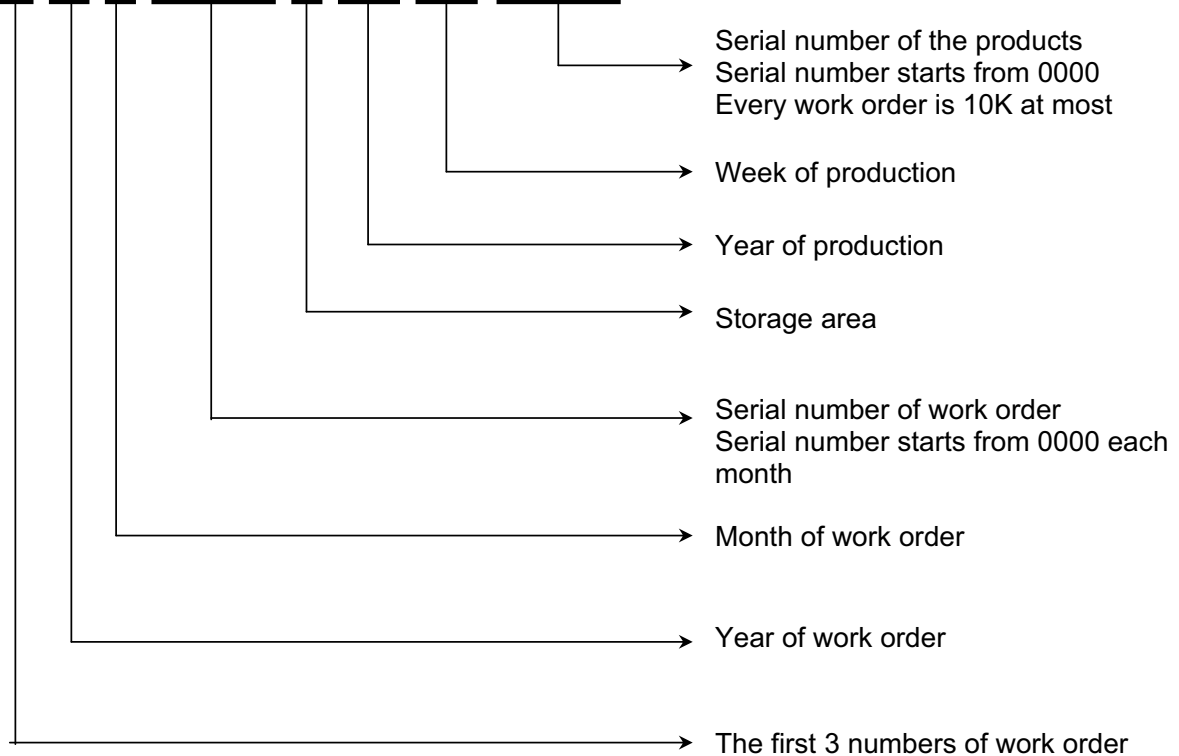 Serial number of the products
Serial number starts from 0000
Every work order is 10K at most
Week of production
Year of production
Storage area
Serial number of work order
Serial number starts from 0000 each
month
Month of work order
Year of work order
The first 3 numbers of work order